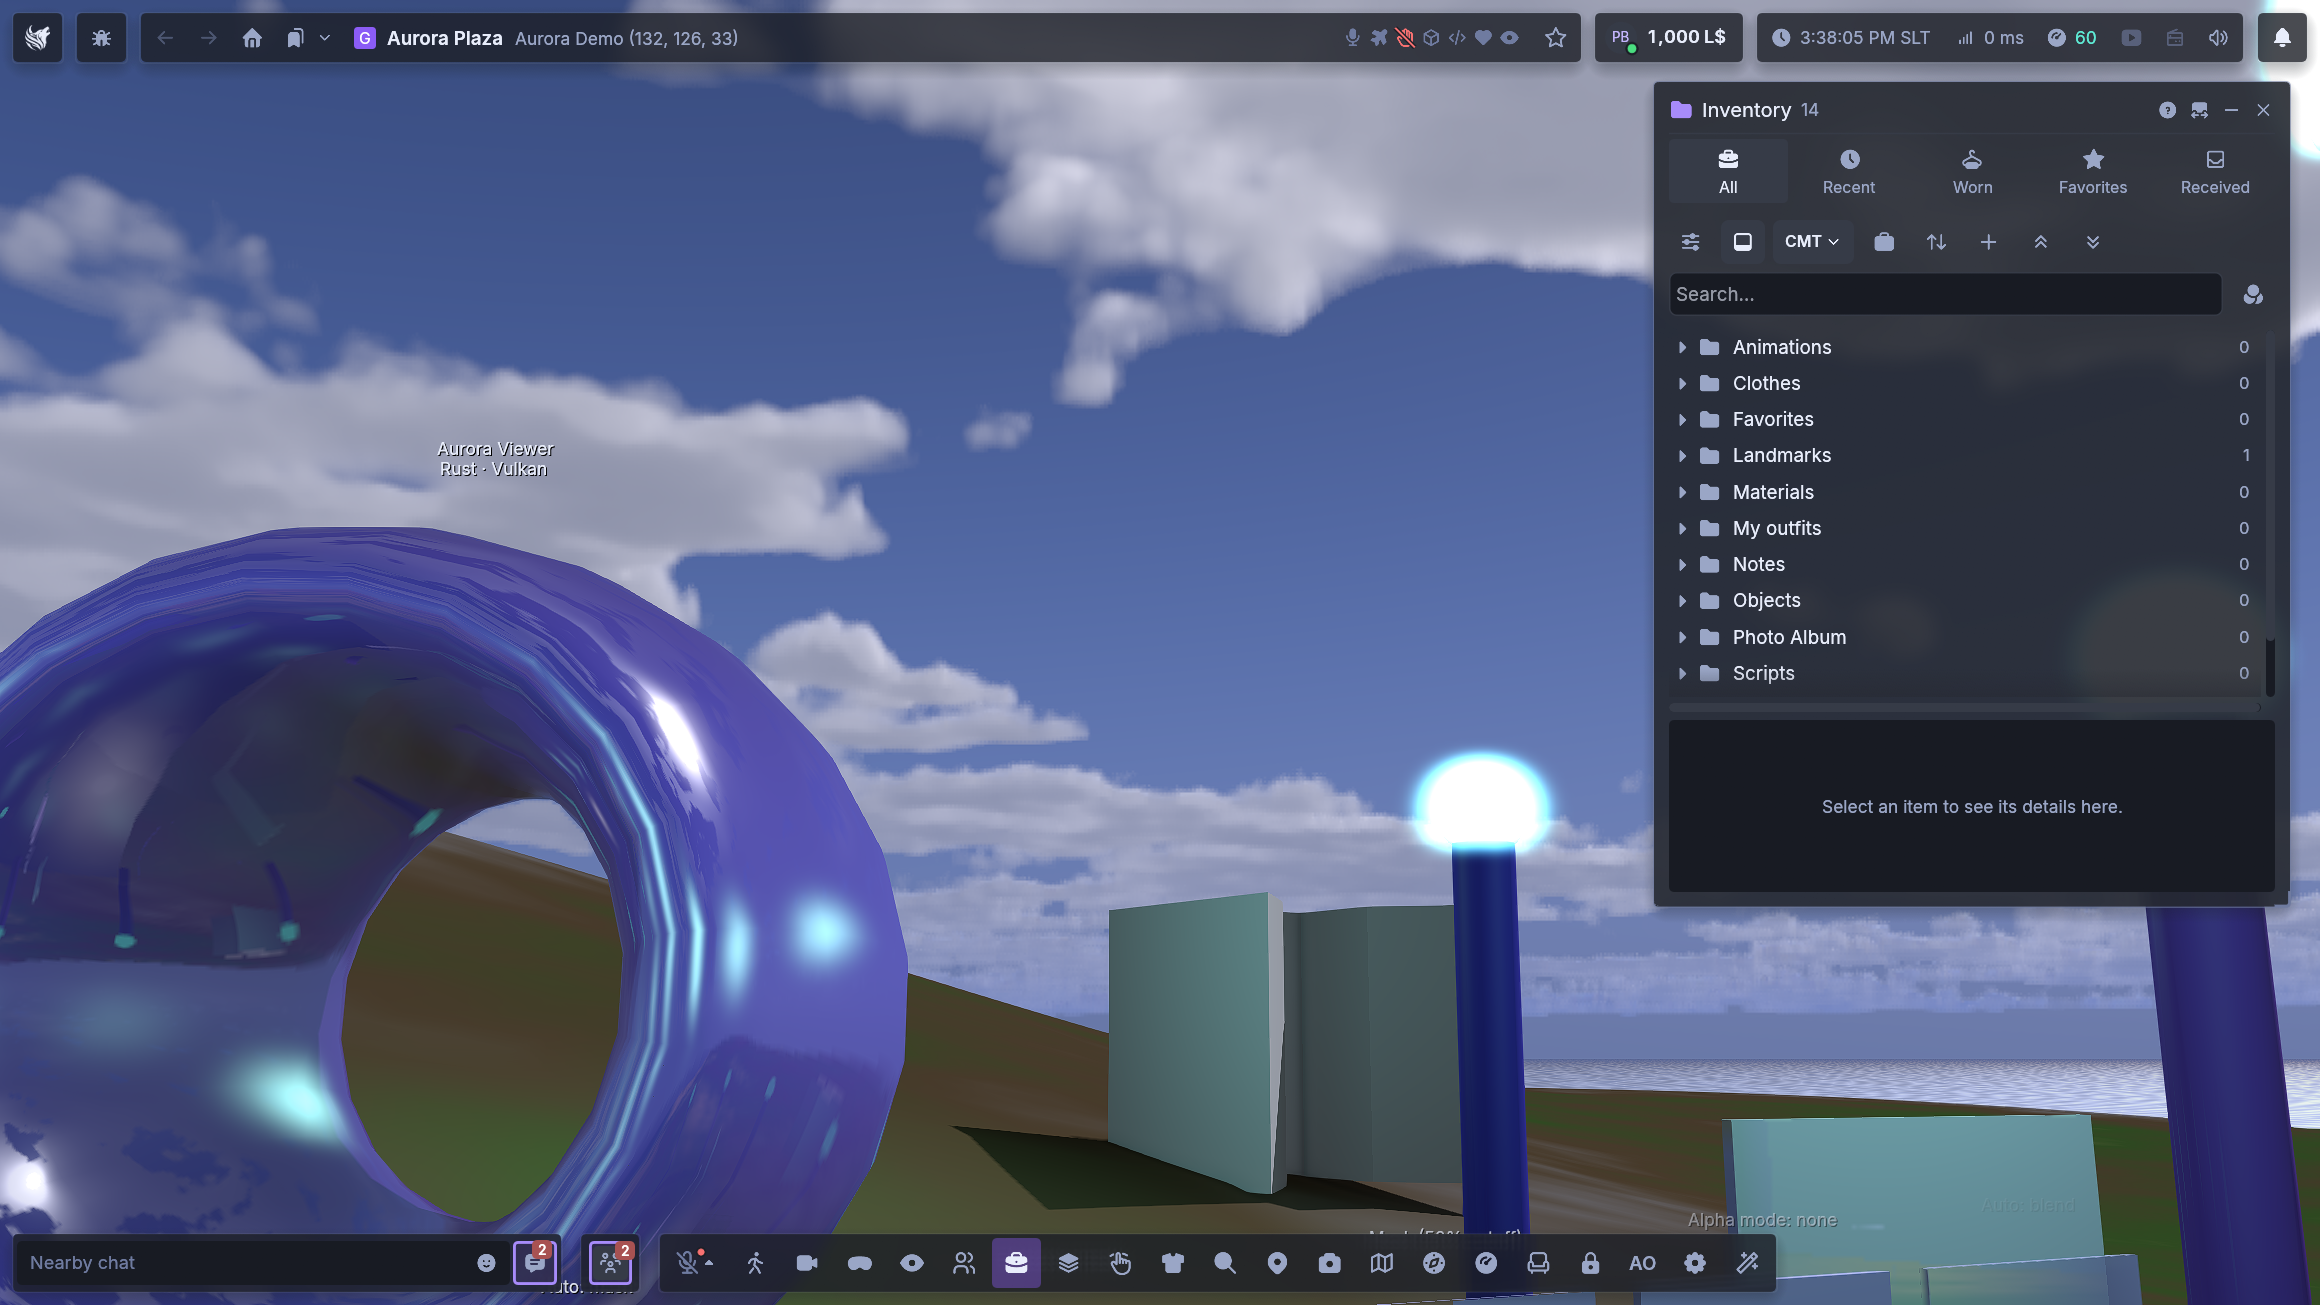 G Aurora Plaza Aurora Demo (132, 126, 33)
PB 1,000 L$
3:38:05 PM SLT 0 ms 60
Inventory 14
All Recent Worn Favorites Received
CMT
Search...
Animations 0
Clothes 0
Favorites 0
Landmarks 1
Materials 0
My outfits 0
Notes 0
Objects 0
Photo Album 0
Scripts 0
Select an item to see its details here.
Aurora Viewer
Rust · Vulkan
Auto: blend
Alpha mode: none
Nearby chat 2 2
AO